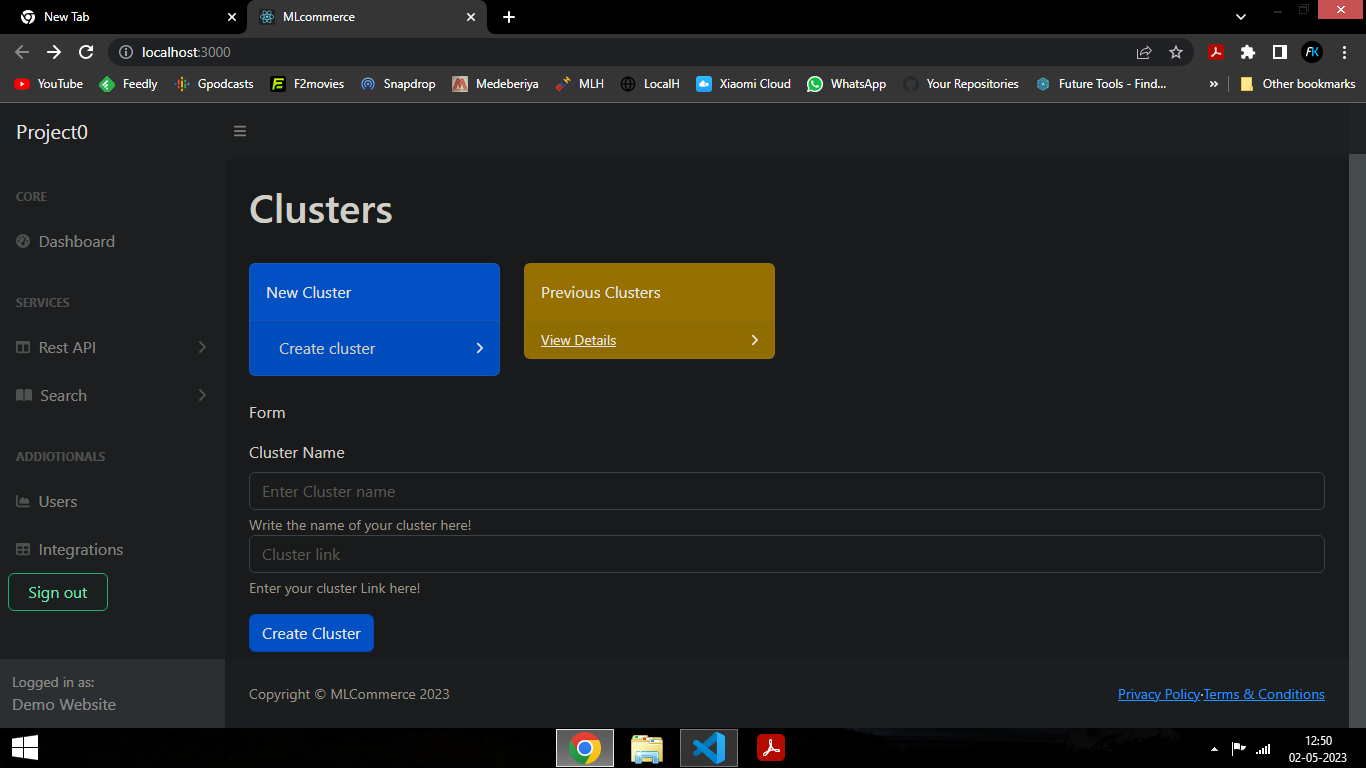 New Tab
MLcommerce
localhost:3000
YouTube
Feedly
Gpodcasts
F2movies
Snapdrop
Medeberiya
MLH
LocalH
Xiaomi Cloud
WhatsApp
Your Repositories
Future Tools - Find...
»
Other bookmarks
Project0
CORE
Dashboard
SERVICES
Rest API
Search
ADDIOTIONALS
Users
Integrations
Sign out
Logged in as:
Demo Website
Clusters
New Cluster
Create cluster
Previous Clusters
View Details
Form
Cluster Name
Enter Cluster name
Write the name of your cluster here!
Cluster link
Enter your cluster Link here!
Create Cluster
Copyright © MLCommerce 2023
Privacy Policy·Terms & Conditions
12:50
02-05-2023